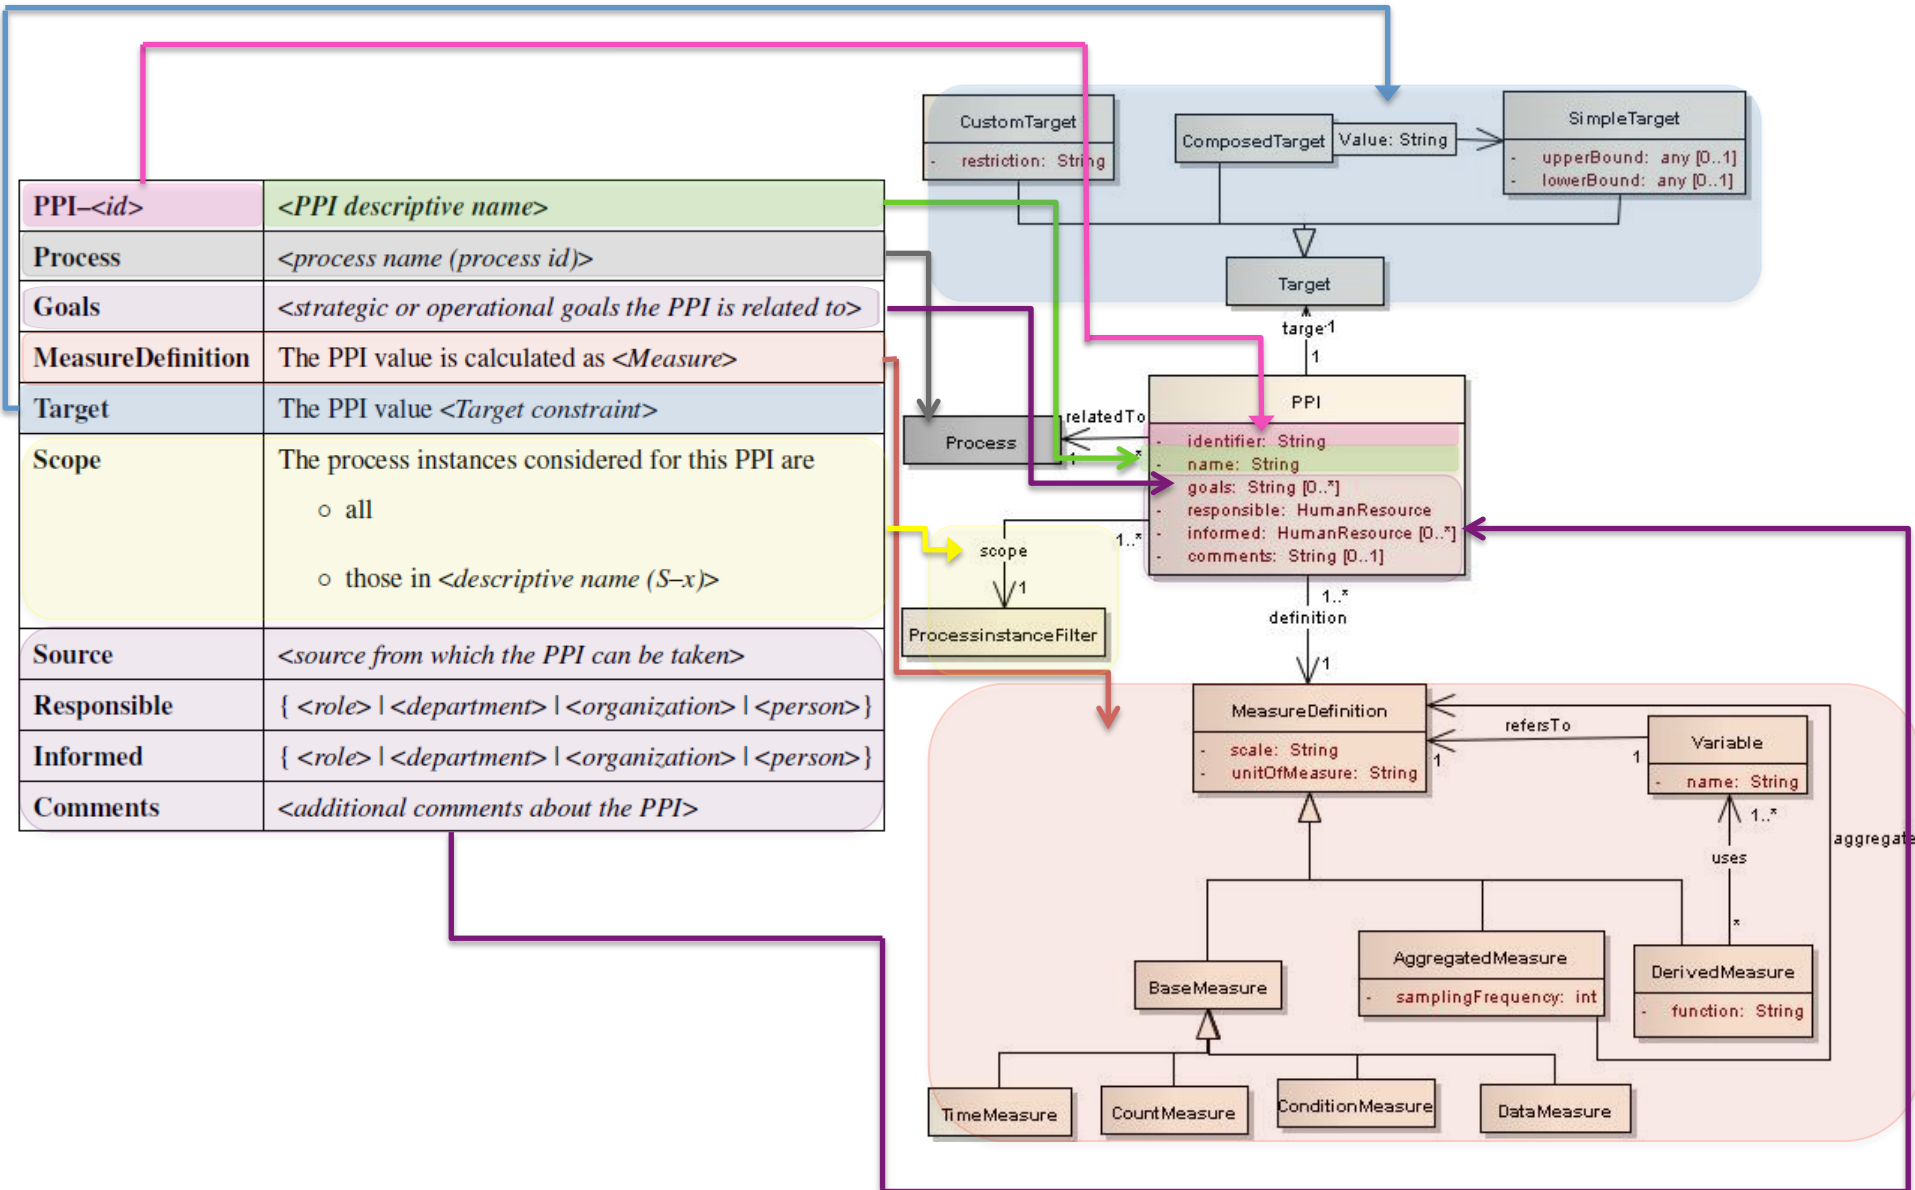 PPI–<id> <PPI descriptive name>
Process <process name (process id)>
Goals <strategic or operational goals the PPI is related to>
MeasureDefinition The PPI value is calculated as <Measure>
Target The PPI value <Target constraint>
Scope The process instances considered for this PPI are
○ all
○ those in <descriptive name (S–x)>
Source <source from which the PPI can be taken>
Responsible { <role> | <department> | <organization> | <person>}
Informed { <role> | <department> | <organization> | <person>}
Comments <additional comments about the PPI>
CustomTarget
- restriction: String
ComposedTarget
Value: String
SimpleTarget
- upperBound: any [0..1]
- lowerBound: any [0..1]
Target
targe 1
1
PPI
- identifier: String
- name: String
goals: String [0..*]
- responsible: HumanResource
- informed: HumanResource [0..*]
- comments: String [0..1]
relatedTo
1
*
Process
1..*
scope
1
ProcessinstanceFilter
1..*
definition
1
MeasureDefinition
- scale: String
- unitOfMeasure: String
refersTo
1
1
Variable
- name: String
1..*
uses
*
aggregate
BaseMeasure
AggregatedMeasure
- samplingFrequency: int
DerivedMeasure
- function: String
TimeMeasure
CountMeasure
ConditionMeasure
DataMeasure